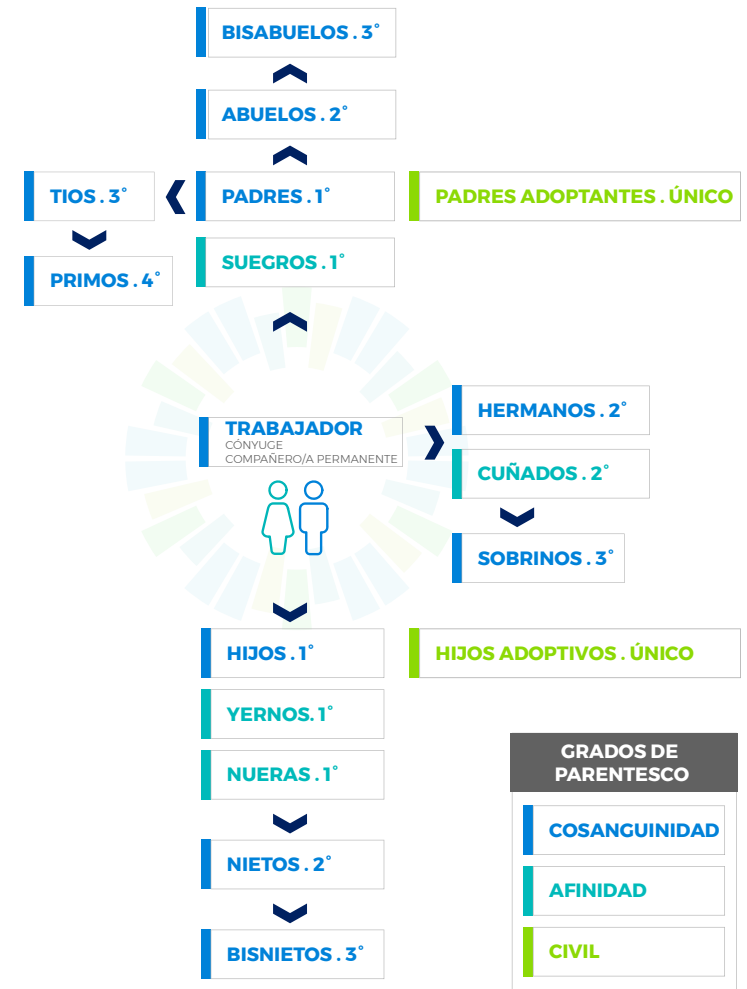 BISABUELOS . 3°
ABUELOS . 2°
TIOS . 3°
PADRES . 1°
PADRES ADOPTANTES . ÚNICO
SUEGROS . 1°
PRIMOS . 4°
TRABAJADOR
CÓNYUGE
COMPAÑERO/A PERMANENTE
HERMANOS . 2°
CUÑADOS . 2°
SOBRINOS . 3°
HIJOS . 1°
HIJOS ADOPTIVOS . ÚNICO
YERNOS. 1°
NUERAS . 1°
NIETOS . 2°
BISNIETOS . 3°
GRADOS DE
PARENTESCO
COSANGUINIDAD
AFINIDAD
CIVIL